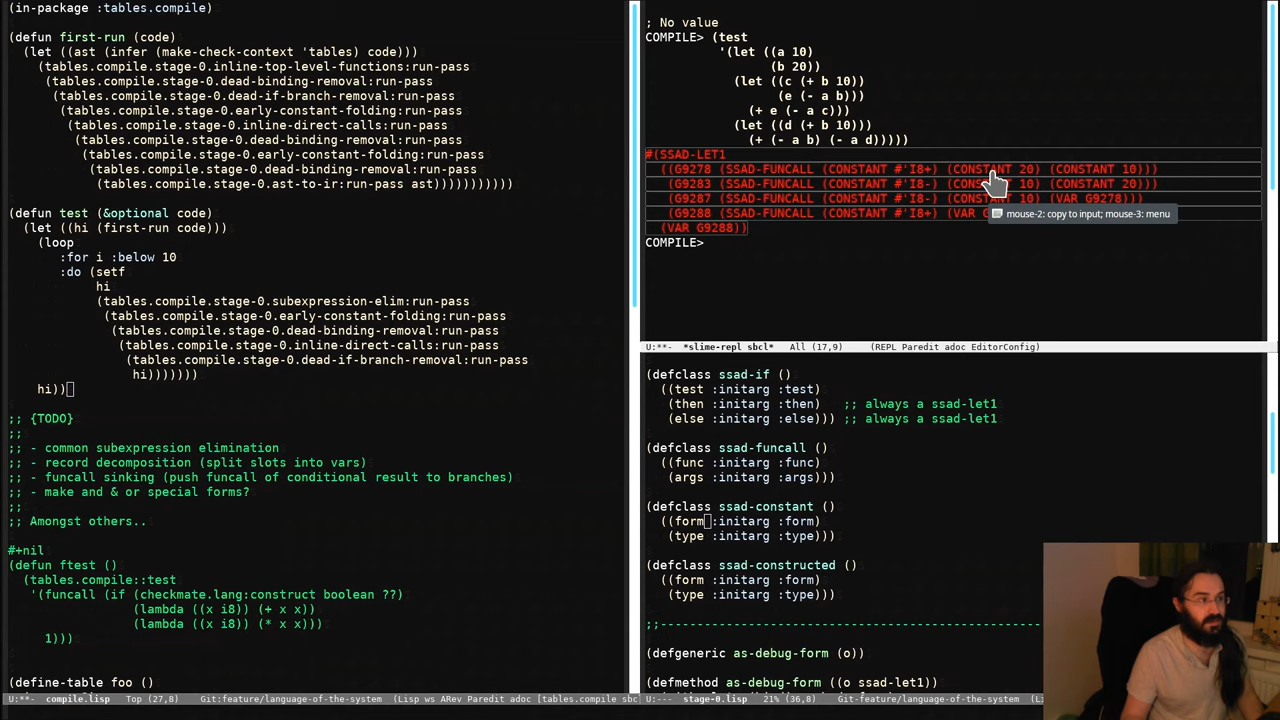 (in-package :tables.compile)
(defun first-run (code)
(let ((ast (infer (make-check-context 'tables) code)))
(tables.compile.stage-0.inline-top-level-functions:run-pass
(tables.compile.stage-0.dead-binding-removal:run-pass
(tables.compile.stage-0.dead-if-branch-removal:run-pass
(tables.compile.stage-0.early-constant-folding:run-pass
(tables.compile.stage-0.inline-direct-calls:run-pass
(tables.compile.stage-0.dead-binding-removal:run-pass
(tables.compile.stage-0.early-constant-folding:run-pass
(tables.compile.stage-0.dead-if-branch-removal:run-pass
(tables.compile.stage-0.ast-to-ir:run-pass ast)))))))))))
(defun test (&optional code)
(let ((hi (first-run code)))
(loop
:for i :below 10
:do (setf
hi
(tables.compile.stage-0.subexpression-elim:run-pass
(tables.compile.stage-0.early-constant-folding:run-pass
(tables.compile.stage-0.dead-binding-removal:run-pass
(tables.compile.stage-0.inline-direct-calls:run-pass
(tables.compile.stage-0.dead-if-branch-removal:run-pass
hi)))))))
hi))
;; {TODO}
;;
;; - common subexpression elimination
;; - record decomposition (split slots into vars)
;; - funcall sinking (push funcall of conditional result to branches)
;; - make and & or special forms?
;;
;; Amongst others..
#+nil
(defun ftest ()
(tables.compile::test
'(funcall (if (checkmate.lang:construct boolean ??)
(lambda ((x i8)) (+ x x))
(lambda ((x i8)) (* x x)))
1)))
(define-table foo ()
U:**- compile.lisp Top (27,8) Git:feature/language-of-the-system (Lisp ws ARev Paredit adoc [tables.compile sbc
; No value
COMPILE> (test
'(let ((a 10)
(b 20))
(let ((c (+ b 10))
(e (- a b)))
(+ e (- a c)))
(let ((d (+ b 10)))
(+ (- a b) (- a d)))))
#(SSAD-LET1
((G9278 (SSAD-FUNCALL (CONSTANT #'I8+) (CONSTANT 20) (CONSTANT 10)))
(G9283 (SSAD-FUNCALL (CONSTANT #'I8-) (CONSTANT 10) (CONSTANT 20)))
(G9287 (SSAD-FUNCALL (CONSTANT #'I8-) (CONSTANT 10) (VAR G9278)))
(G9288 (SSAD-FUNCALL (CONSTANT #'I8+) (VAR G
mouse-2: copy to input; mouse-3: menu
(VAR G9288))
COMPILE>
U:**- *slime-repl sbcl* All (17,9) (REPL Paredit adoc EditorConfig)
(defclass ssad-if ()
((test :initarg :test)
(then :initarg :then) ;; always a ssad-let1
(else :initarg :else))) ;; always a ssad-let1
(defclass ssad-funcall ()
((func :initarg :func)
(args :initarg :args)))
(defclass ssad-constant ()
((form :initarg :form)
(type :initarg :type)))
(defclass ssad-constructed ()
((form :initarg :form)
(type :initarg :type)))
;;----------------------------------------------------
(defgeneric as-debug-form (o))
(defmethod as-debug-form ((o ssad-let1))
U:--- stage-0.lisp 21% (36,8) Git:feature/language-of-the-system